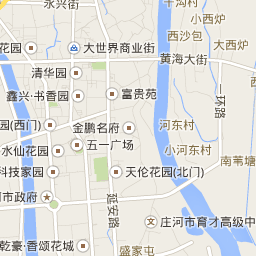 永兴街
干沟村
小西炉
西沙包
花园
大世界商业街
大西炉
黄海大街
清华园
鑫兴·书香园
富贵苑
一环路
园(西门)
金鹏名府
河东村
水仙花园
五一广场
小河东村
南苇塘
天伦花园(北门)
河市政府
延安路
庄河市育才高级中
乾豪·香颂花城
盛家屯